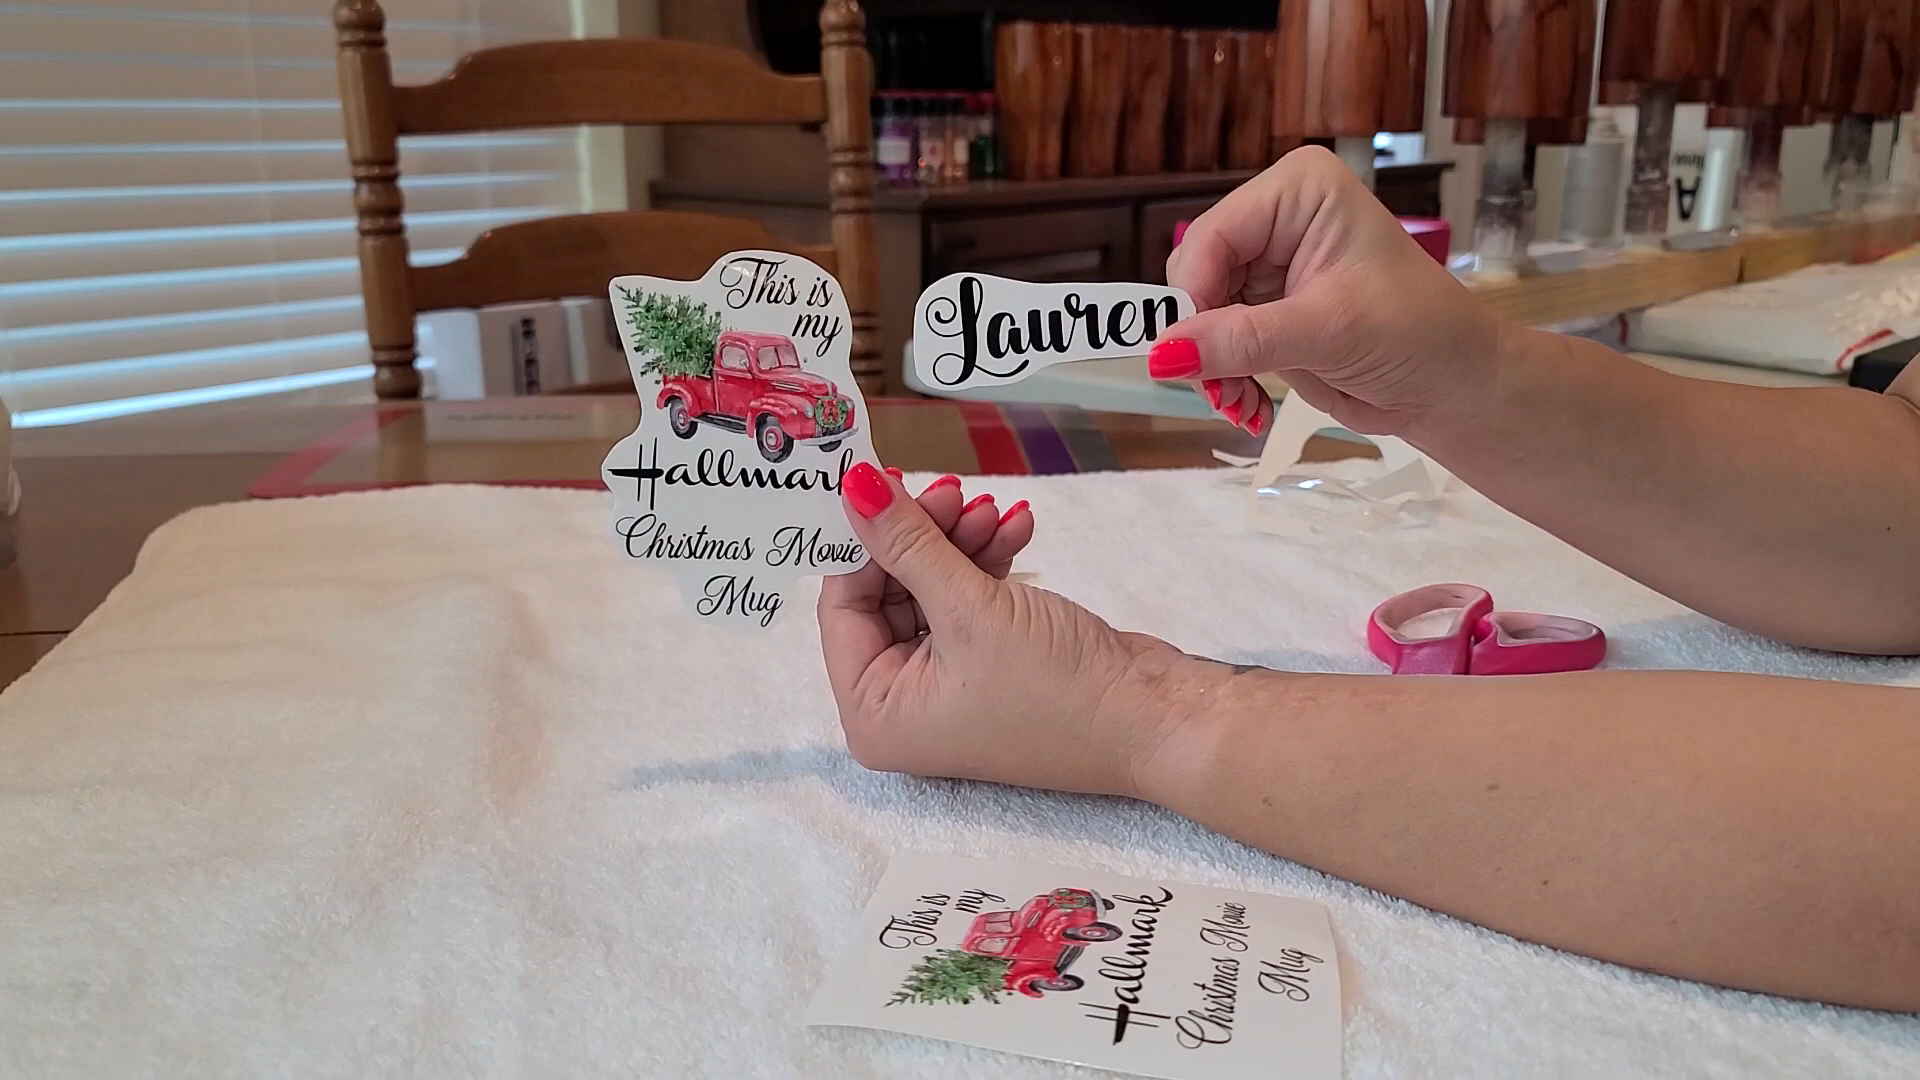 This is
my
Hallmark
Christmas Movie
Mug
Lauren
This is
my
Hallmark
Christmas Movie
Mug